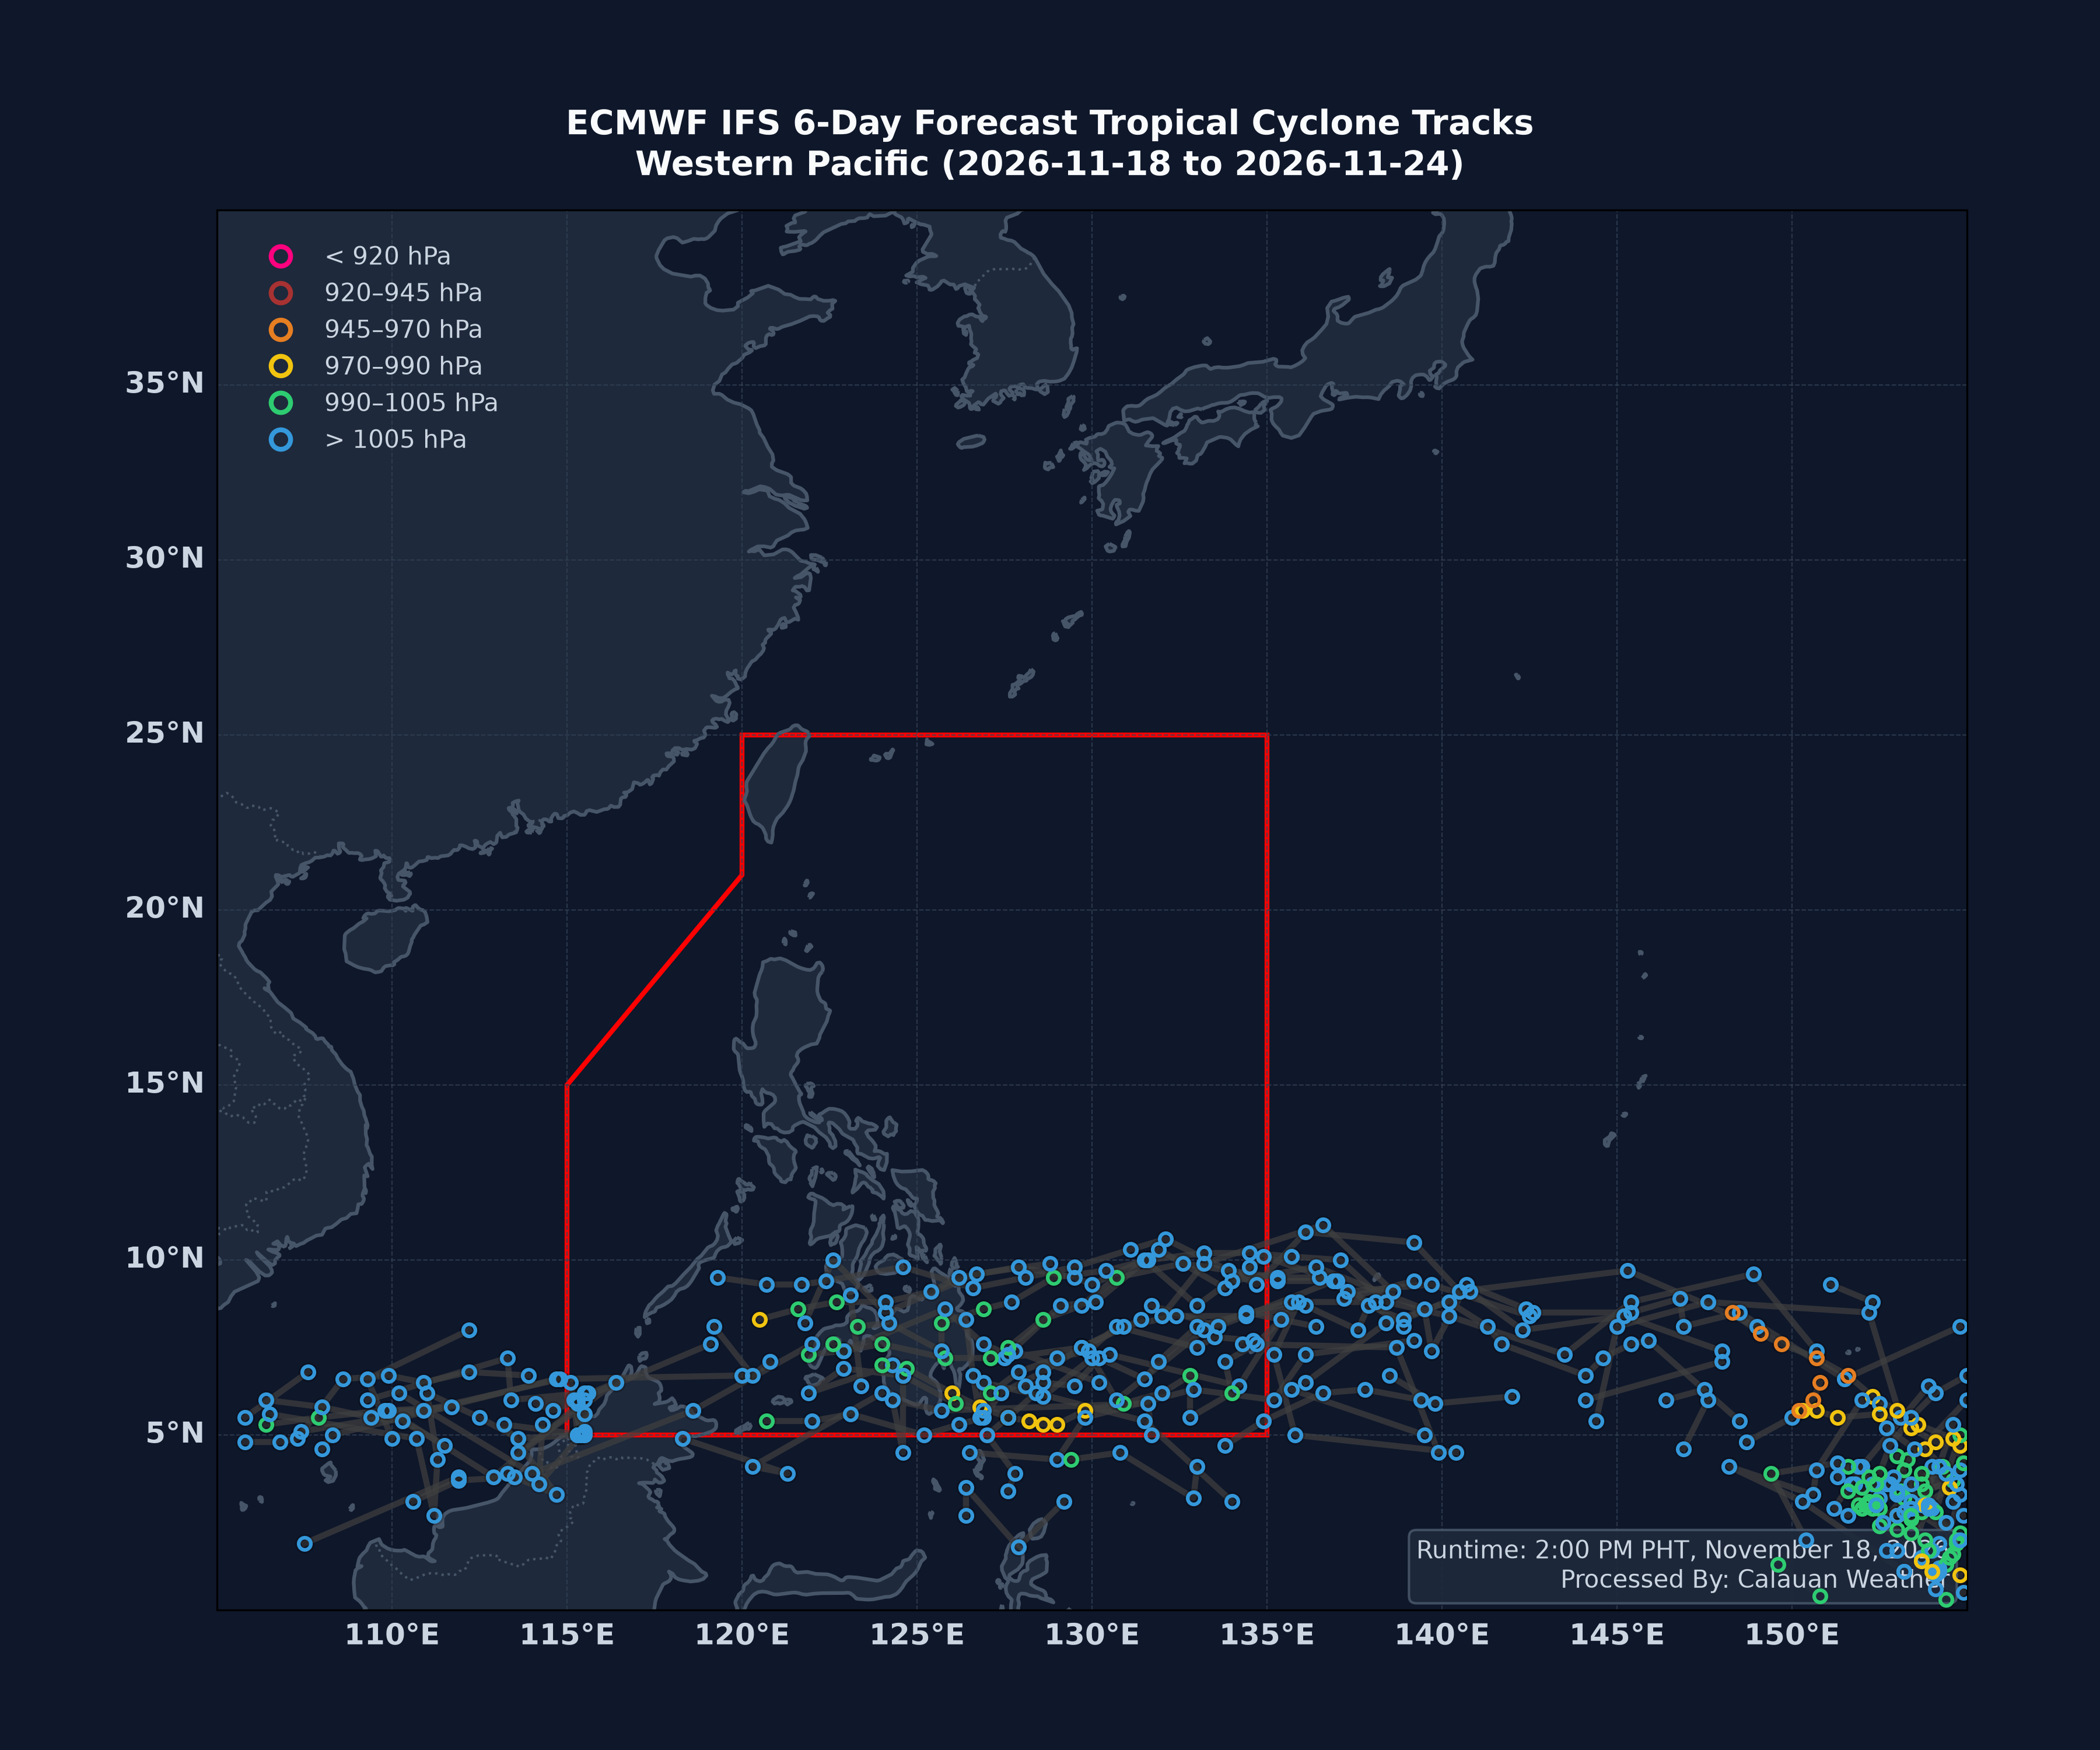 ECMWF IFS 6-Day Forecast Tropical Cyclone Tracks
Western Pacific (2026-11-18 to 2026-11-24)
< 920 hPa
920–945 hPa
945–970 hPa
970–990 hPa
990–1005 hPa
> 1005 hPa
35°N
30°N
25°N
20°N
15°N
10°N
5°N
Runtime: 2:00 PM PHT, November 18, 2026
Processed By: Calauan Weather
110°E
115°E
120°E
125°E
130°E
135°E
140°E
145°E
150°E